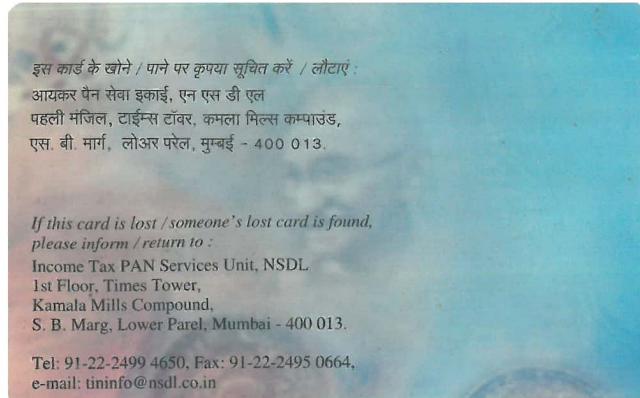 इस कार्ड के खोने / पाने पर कृपया सूचित करें / लौटाएं :
आयकर पैन सेवा इकाई, एन एस डी एल
पहली मंजिल, टाईम्स टॉवर, कमला मिल्स कम्पाउंड,
एस. बी. मार्ग, लोअर परेल, मुम्बई - 400 013.
If this card is lost / someone's lost card is found,
please inform / return to :
Income Tax PAN Services Unit, NSDL
1st Floor, Times Tower,
Kamala Mills Compound,
S. B. Marg, Lower Parel, Mumbai - 400 013.
Tel: 91-22-2499 4650, Fax: 91-22-2495 0664,
e-mail: tininfo@nsdl.co.in